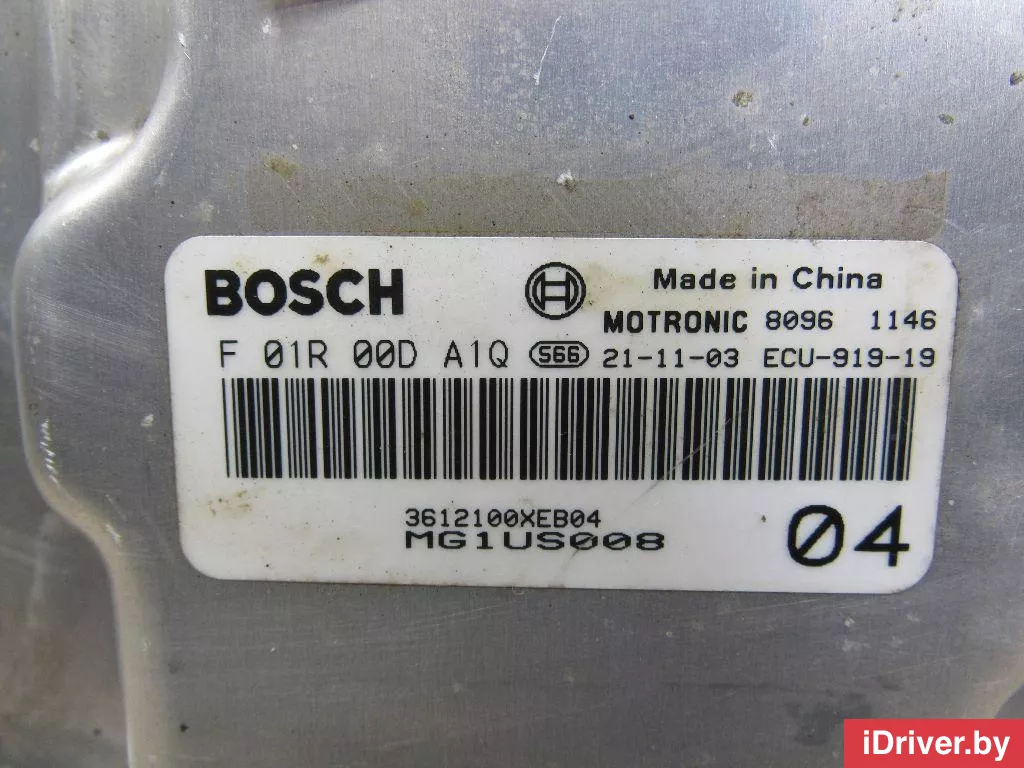 BOSCH
Made in China
MOTRONIC 8096 1146
F 01R 00D A1Q S66 21-11-03 ECU-919-19
3612100XEB04
MG1US008
04
iDriver.by